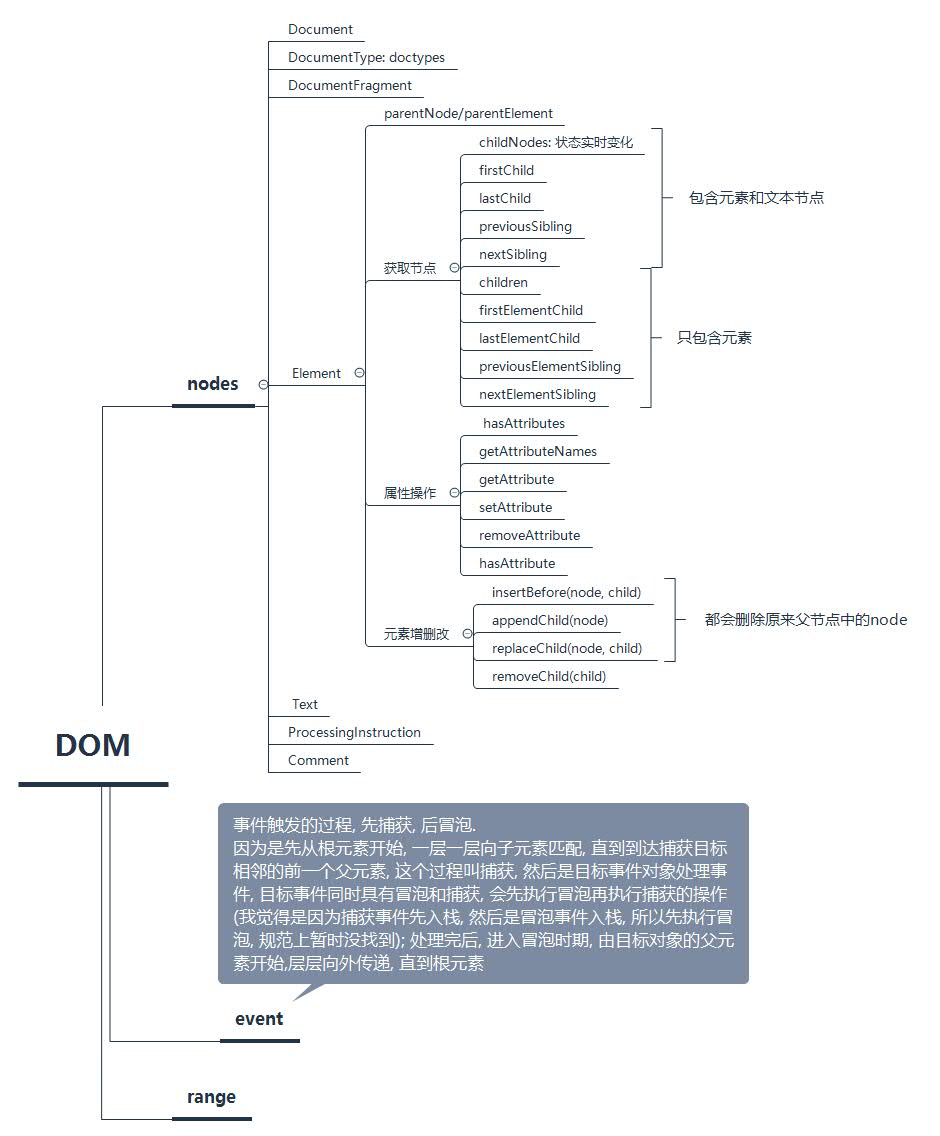 Document
DocumentType: doctypes
DocumentFragment
parentNode/parentElement
childNodes: 状态实时变化
firstChild
lastChild
包含元素和文本节点
previousSibling
nextSibling
获取节点
children
firstElementChild
lastElementChild
只包含元素
previousElementSibling
Element
nodes
nextElementSibling
hasAttributes
getAttributeNames
getAttribute
属性操作
setAttribute
removeAttribute
hasAttribute
insertBefore(node, child)
appendChild(node)
都会删除原来父节点中的node
元素增删改
replaceChild(node, child)
removeChild(child)
Text
ProcessingInstruction
DOM
Comment
事件触发的过程, 先捕获, 后冒泡.
因为是先从根元素开始, 一层一层向子元素匹配, 直到到达捕获目标
相邻的前一个父元素, 这个过程叫捕获, 然后是目标事件对象处理事
件, 目标事件同时具有冒泡和捕获, 会先执行冒泡再执行捕获的操作
(我觉得是因为捕获事件先入栈, 然后是冒泡事件入栈, 所以先执行冒
泡, 规范上暂时没找到); 处理完后, 进入冒泡时期, 由目标对象的父元
素开始,层层向外传递, 直到根元素
event
range